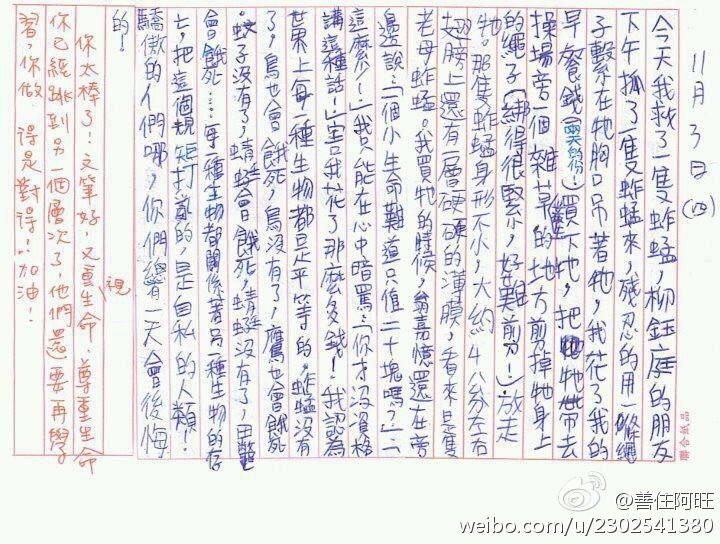 11月3日(四)
今天我救了一隻蚱蜢,柳鈺庭的朋友
下午抓了一隻蚱蜢來,殘忍的用一條繩
子繫在牠胸口吊著牠,我花了我的
早餐錢(兩天的份)買下牠,把牠帶去
操場旁一個雜草的地方剪掉牠身上
的繩子(綁得很緊,好難剪ㄌ)放走
牠。那隻蚱蜢身形不小,大約4、8公分左右
翅膀上還有一層硬硬的薄膜,看來是隻
老母蚱蜢。我買牠的時候,翁嘉憶還在旁
邊說:「一個小生命難道只值二十塊嗎?」「
這麼少!」我只能在心中暗罵:「你才沒資格
講這種話!」害我花了那麼多錢!我認為
世界上每一種生物都是平等的。蚱蜢沒有
了,鳥也會餓死,鳥沒有了,鷹也會餓死
。蚊子沒有了,蜻蜓會餓死,蜻蜓沒有了,田雞
會餓死……每一種生物都關係著另一種生物的存
亡,把這個規矩打亂的,是自私的人類!
驕傲的人們哪,你們總有一天會後悔
的!
你太棒了!文筆好,又重視生命、尊重生命
你已經跳到另一個層次了,他們還要再學
習,你做得是對得!加油!
聯合紙品
@善住阿旺
weibo.com/u/2302541380